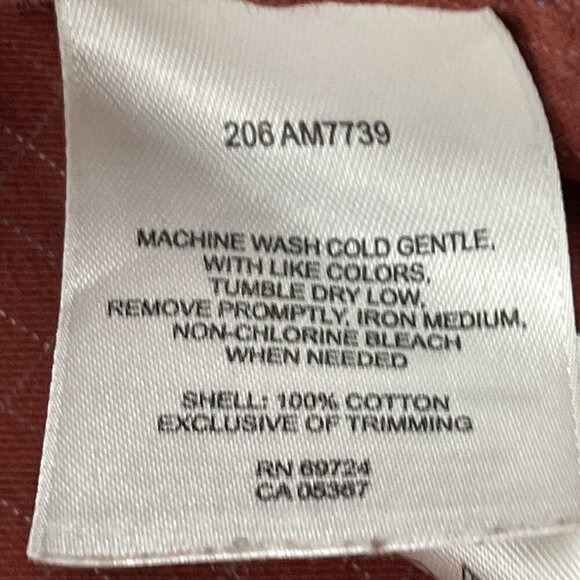 206 AM7739
MACHINE WASH COLD GENTLE,
WITH LIKE COLORS,
TUMBLE DRY LOW,
REMOVE PROMPTLY, IRON MEDIUM,
NON-CHLORINE BLEACH
WHEN NEEDED
SHELL: 100% COTTON
EXCLUSIVE OF TRIMMING
RN 69724
CA 05367